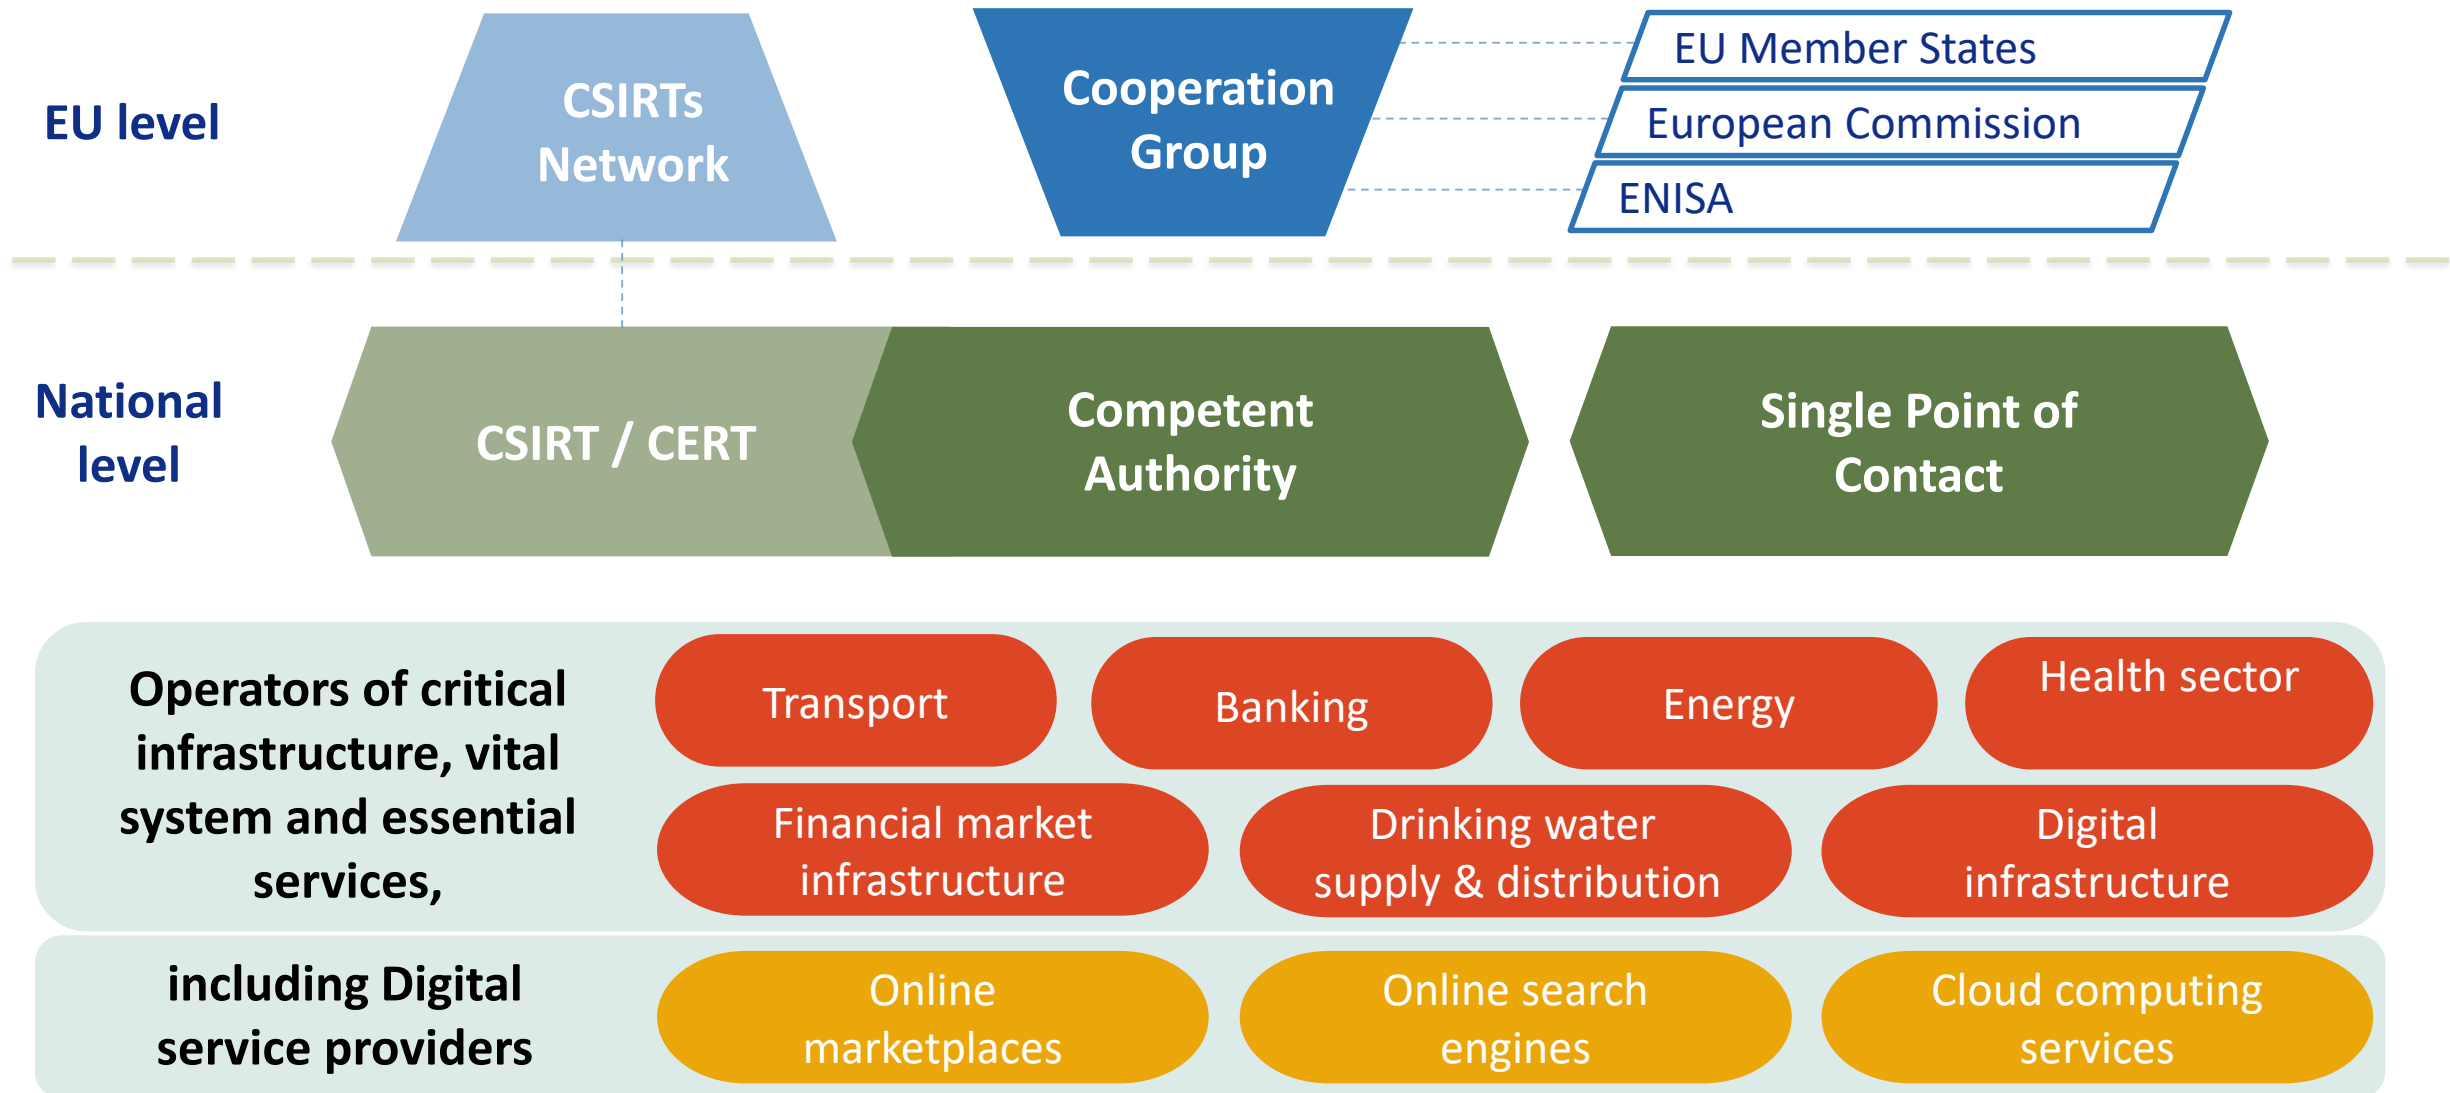 EU level
CSIRTs
Network
Cooperation
Group
EU Member States
European Commission
ENISA
National
level
CSIRT / CERT
Competent
Authority
Single Point of
Contact
Operators of critical
infrastructure, vital
system and essential
services,
Transport
Banking
Energy
Health sector
Financial market
infrastructure
Drinking water
supply & distribution
Digital
infrastructure
including Digital
service providers
Online
marketplaces
Online search
engines
Cloud computing
services